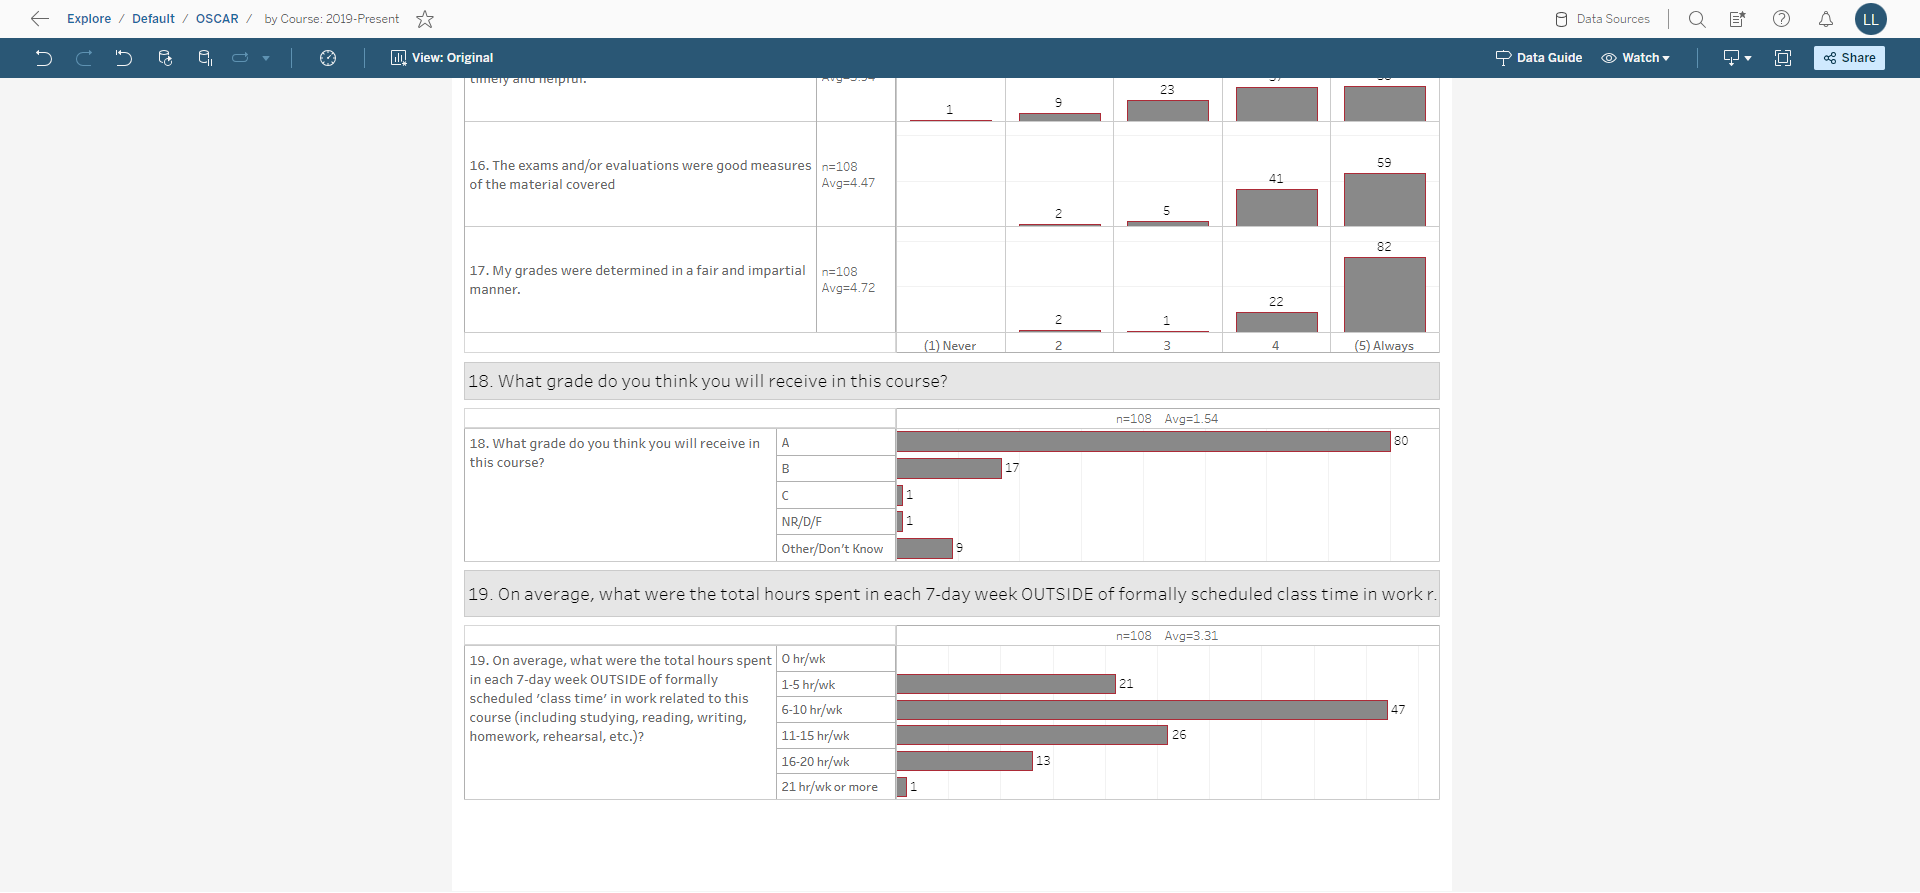 Explore / Default / OSCAR / by Course: 2019-Present
Data Sources
LL
View: Original
Data Guide
Watch
Share
timely and helpful.
1
9
23
16. The exams and/or evaluations were good measures
of the material covered
n=108
Avg=4.47
2
5
41
59
17. My grades were determined in a fair and impartial
manner.
n=108
Avg=4.72
2
1
22
82
(1) Never
2
3
4
(5) Always
18. What grade do you think you will receive in this course?
n=108 Avg=1.54
18. What grade do you think you will receive in
this course?
A
80
B
17
C
1
NR/D/F
1
Other/Don't Know
9
19. On average, what were the total hours spent in each 7-day week OUTSIDE of formally scheduled class time in work r.
n=108 Avg=3.31
19. On average, what were the total hours spent
in each 7-day week OUTSIDE of formally
scheduled ‘class time’ in work related to this
course (including studying, reading, writing,
homework, rehearsal, etc.)?
0 hr/wk
1-5 hr/wk
21
6-10 hr/wk
47
11-15 hr/wk
26
16-20 hr/wk
13
21 hr/wk or more
1